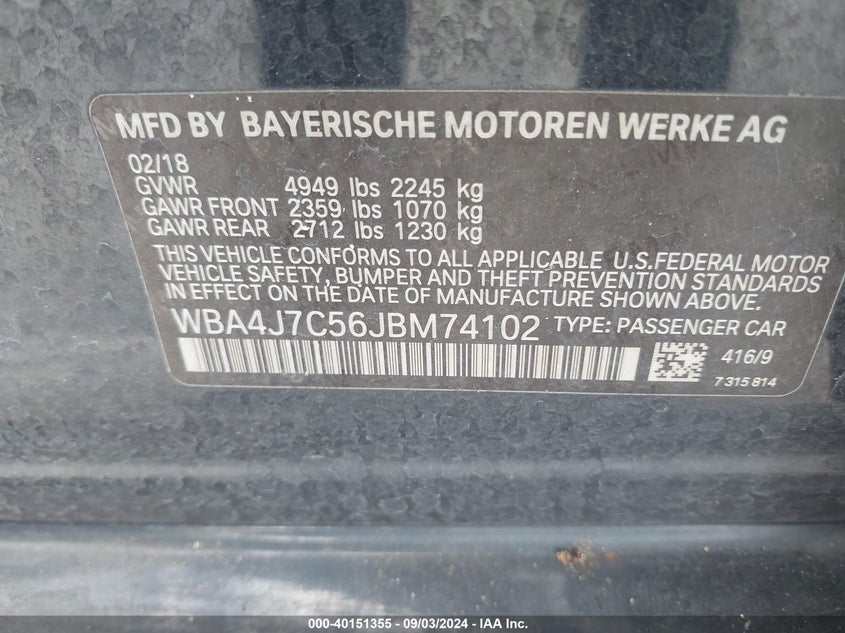 MFD BY BAYERISCHE MOTOREN WERKE AG
02/18
GVWR 4949 lbs 2245 kg
GAWR FRONT 2359 lbs 1070 kg
GAWR REAR 2712 lbs 1230 kg
THIS VEHICLE CONFORMS TO ALL APPLICABLE U.S.FEDERAL MOTOR
VEHICLE SAFETY, BUMPER AND THEFT PREVENTION STANDARDS
IN EFFECT ON THE DATE OF MANUFACTURE SHOWN ABOVE.
WBA4J7C56JBM74102 TYPE: PASSENGER CAR
416/9
7 315 814
000-40151355 - 09/03/2024 - IAA Inc.